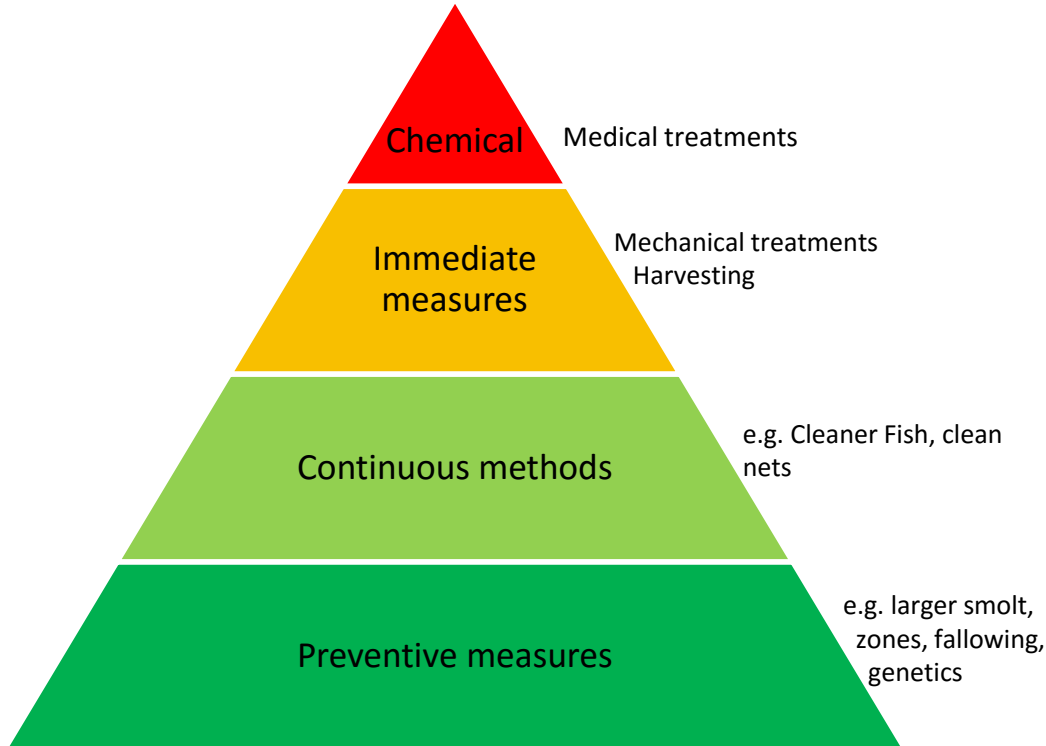 Chemical
Medical treatments
Immediate
measures
Mechanical treatments
Harvesting
Continuous methods
e.g. Cleaner Fish, clean
nets
Preventive measures
e.g. larger smolt,
zones, fallowing,
genetics